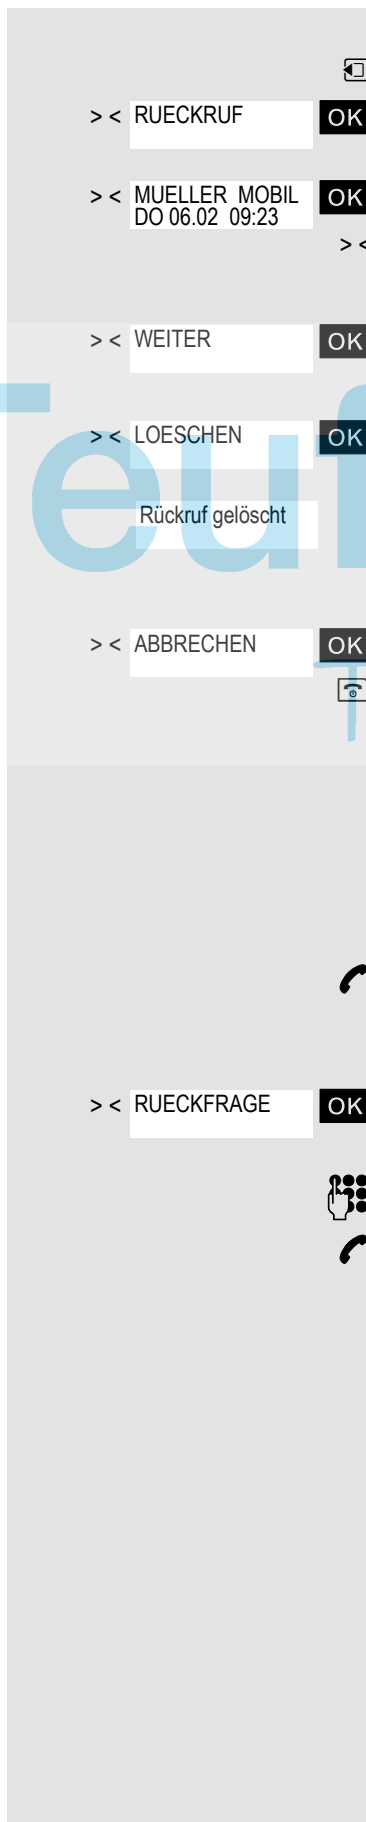 > < RUECKRUF OK
> < MUELLER MOBIL OK
DO 06.02 09:23
> <
> < WEITER OK
> < LOESCHEN OK
Rückruf gelöscht
> < ABBRECHEN OK
> < RUECKFRAGE OK
Teuf
T